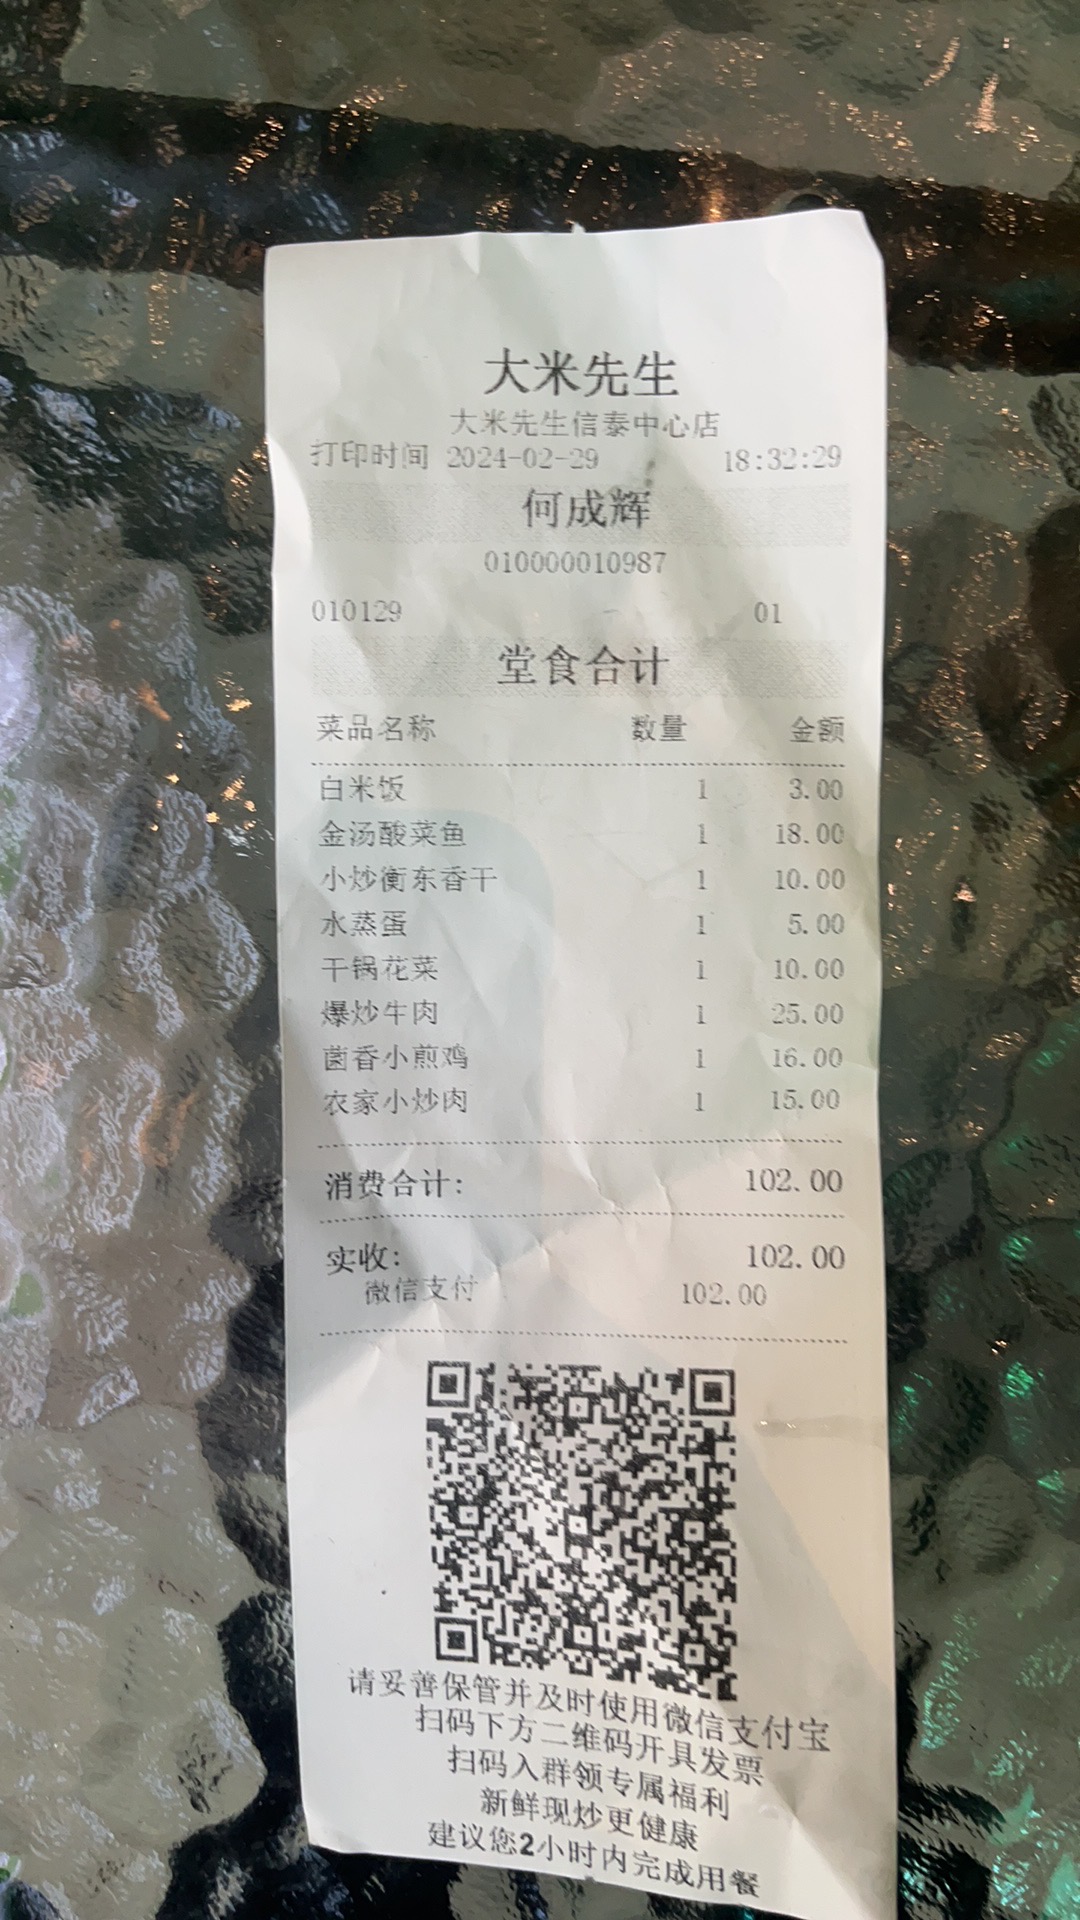 大米先生
大米先生信泰中心店
打印时间 2024-02-29 18:32:29
何成辉
010000010987
010129 01
堂食合计
菜品名称 数量 金额
白米饭 1 3.00
金汤酸菜鱼 1 18.00
小炒衡东香干 1 10.00
水蒸蛋 1 5.00
干锅花菜 1 10.00
爆炒牛肉 1 25.00
菌香小煎鸡 1 16.00
农家小炒肉 1 15.00
消费合计: 102.00
实收: 102.00
微信支付 102.00
请妥善保管并及时使用微信支付宝
扫码下方二维码开具发票
扫码入群领专属福利
新鲜现炒更健康
建议您2小时内完成用餐